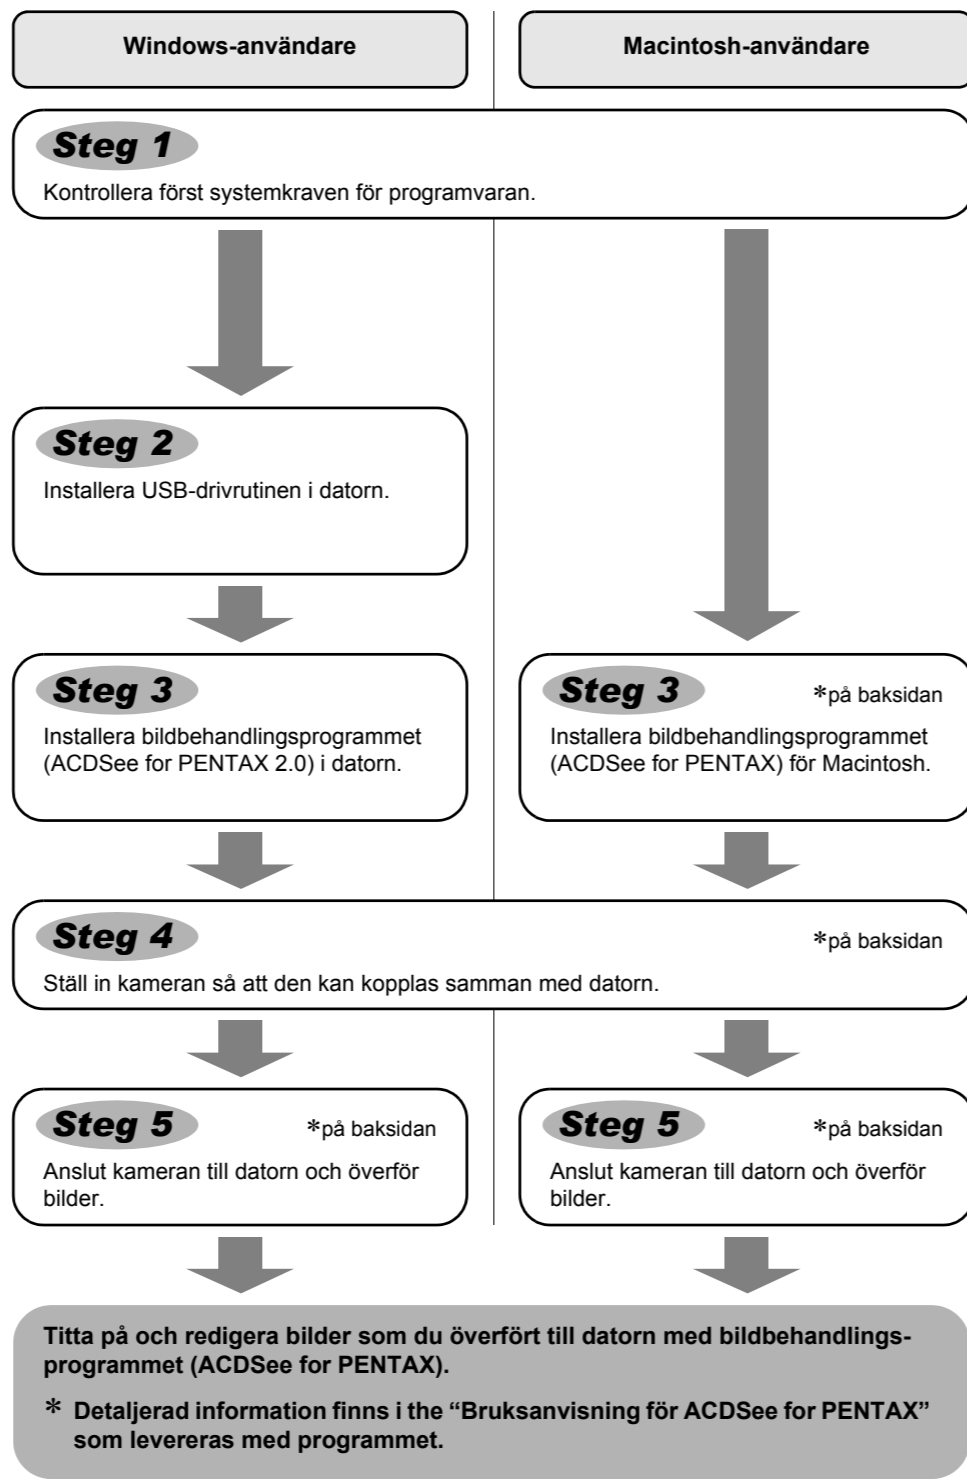 Windows-användare
Macintosh-användare
Steg 1
Kontrollera först systemkraven för programvaran.
Steg 2
Installera USB-drivrutinen i datorn.
Steg 3
Installera bildbehandlingsprogrammet
(ACDSee for PENTAX 2.0) i datorn.
Steg 3
*på baksidan
Installera bildbehandlingsprogrammet
(ACDSee for PENTAX) för Macintosh.
Steg 4
*på baksidan
Ställ in kameran så att den kan kopplas samman med datorn.
Steg 5
*på baksidan
Anslut kameran till datorn och överför
bilder.
Steg 5
*på baksidan
Anslut kameran till datorn och överför
bilder.
Titta på och redigera bilder som du överfört till datorn med bildbehandlings-
programmet (ACDSee for PENTAX).
* Detaljerad information finns i the “Bruksanvisning för ACDSee for PENTAX”
som levereras med programmet.